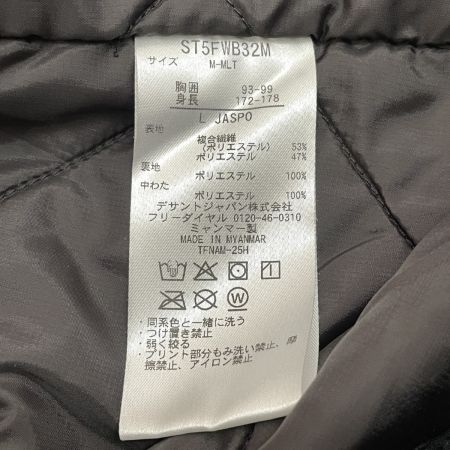 ST5FWB32M
サイズ M-MLT
胸囲 93-99
身長 172-178
L JASPO
表地
複合繊維
(ポリエステル) 53%
ポリエステル 47%
裏地
ポリエステル 100%
中わた
ポリエステル 100%
デサントジャパン株式会社
フリーダイヤル 0120-46-0310
ミャンマー製
MADE IN MYANMAR
TFNAM-25H
W
・同系色と一緒に洗う
・つけ置き禁止
・弱く絞る
・プリント部分もみ洗い禁止、摩
擦禁止、アイロン禁止